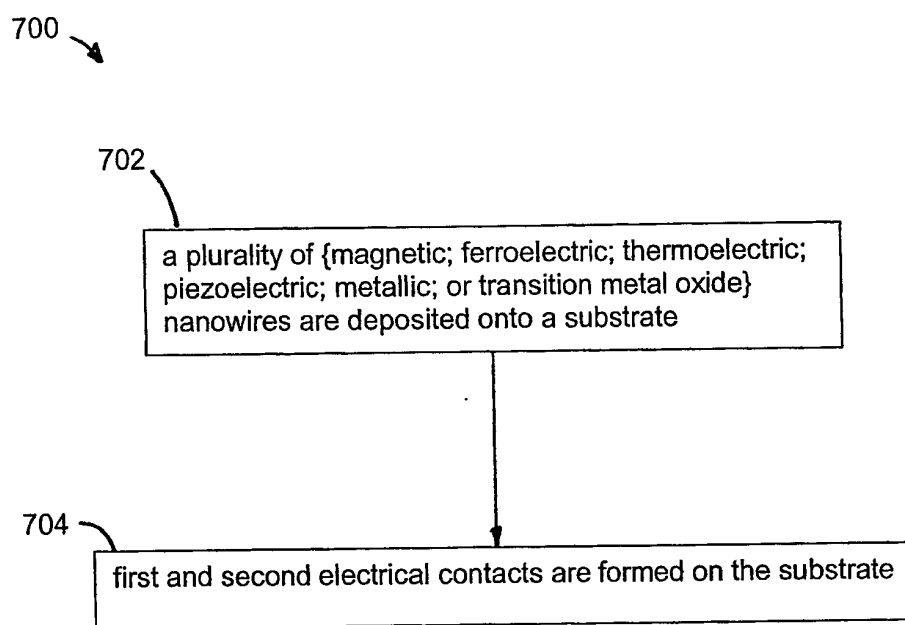 700
702
a plurality of {magnetic; ferroelectric; thermoelectric;
piezoelectric; metallic; or transition metal oxide}
nanowires are deposited onto a substrate
704
first and second electrical contacts are formed on the substrate